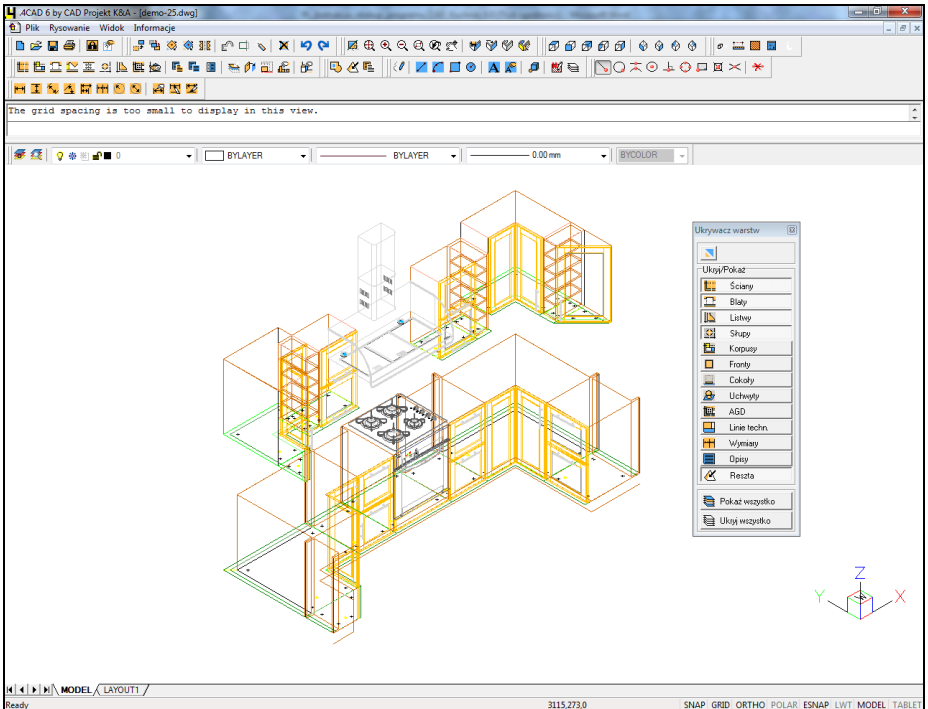 .4CAD 6 by CAD Projekt K&A - [demo-25.dwg]
Plik Rysowanie Widok Informacje
The grid spacing is too small to display in this view.
0 BYLAYER BYLAYER 0.00 mm BYCOLOR
Ukrywacz warstw
Ukryj/Pokaż
Ściany
Blaty
Listwy
Słupy
Korpusy
Fronty
Cokoły
Uchwyty
AGD
Linie techn.
Wymiary
Opisy
Reszta
Pokaż wszystko
Ukryj wszystko
Z
Y X
MODEL LAYOUT1
Ready 3115,273,0 SNAP GRID ORTHO POLAR ESNAP LWT MODEL TABLET